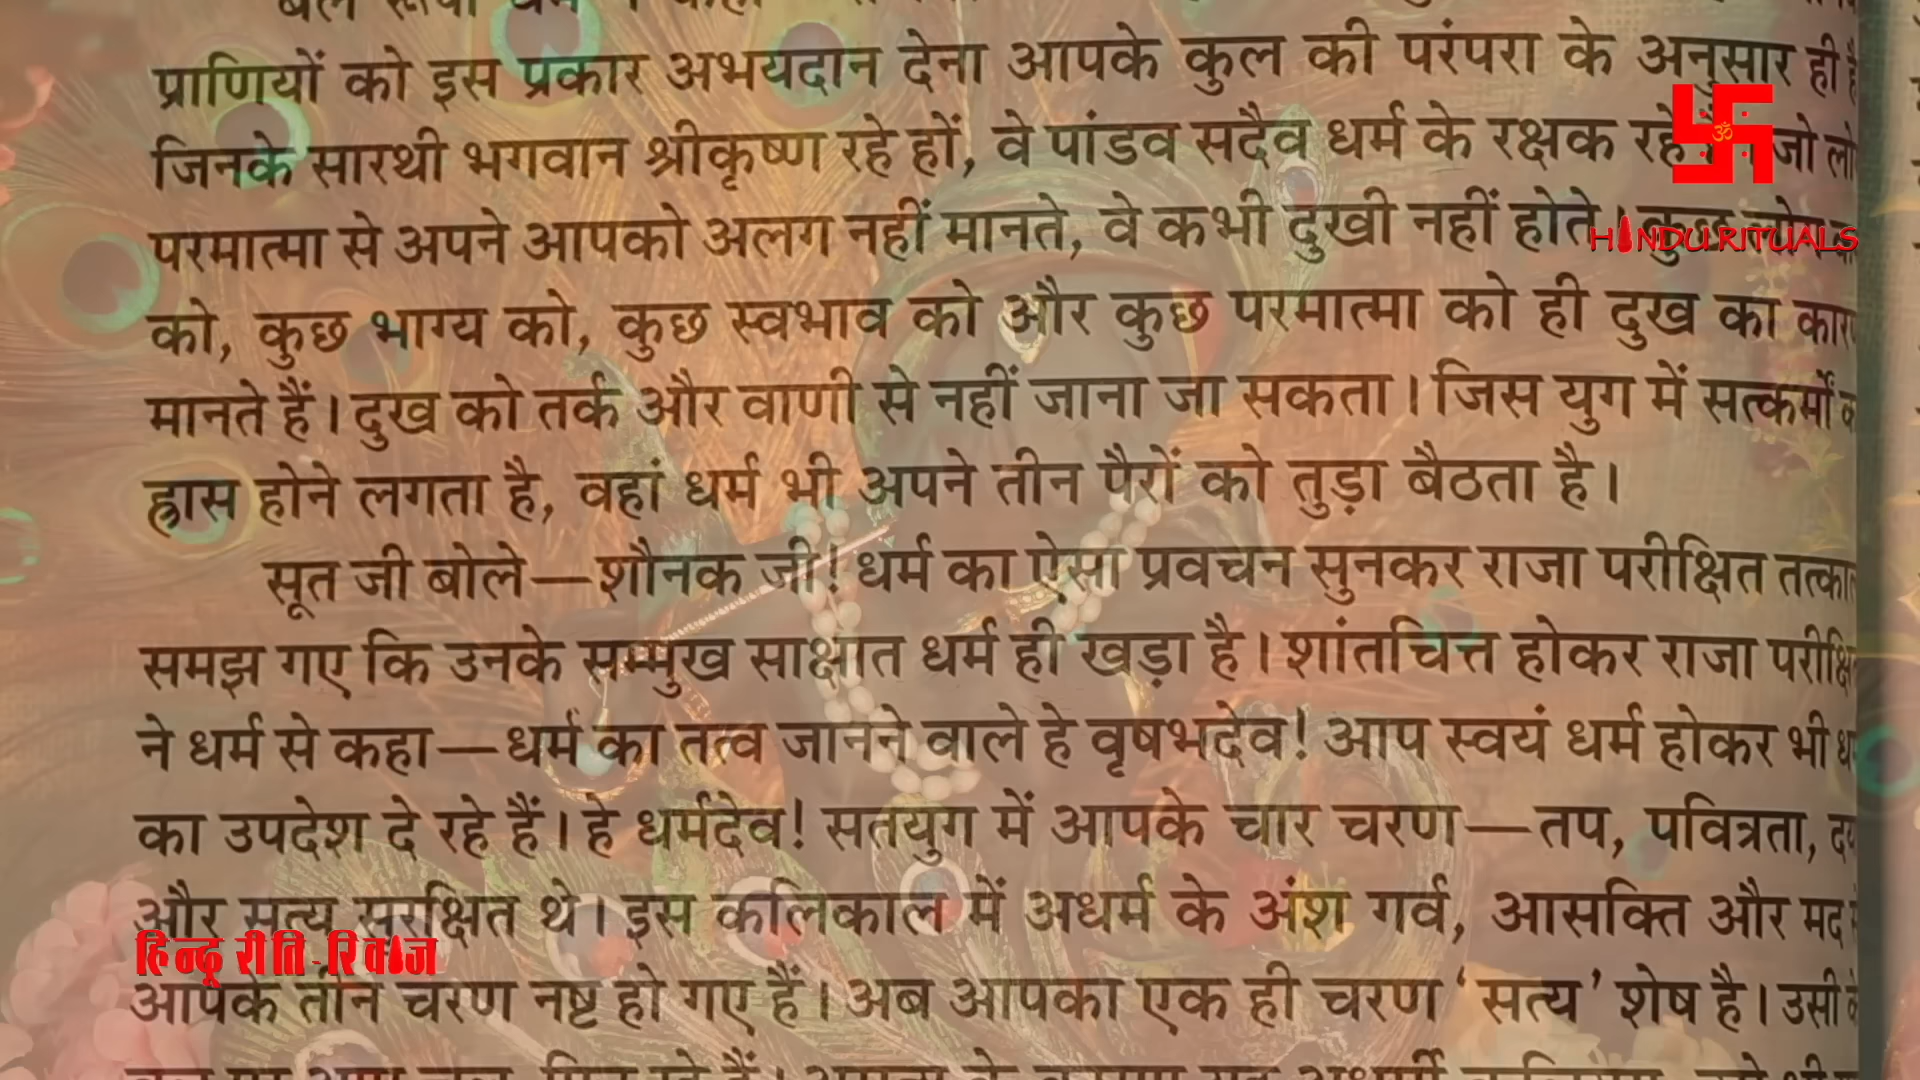 प्राणियों को इस प्रकार अभयदान देना आपके कुल की परंपरा के अनुसार ही
जिनके सारथी भगवान श्रीकृष्ण रहे हों, वे पांडव सदैव धर्म के रक्षक रहे जो
परमात्मा से अपने आपको अलग नहीं मानते, वे कभी दुखी नहीं होते। कुछ लोग
HINDU RITUALS
को, कुछ भाग्य को, कुछ स्वभाव को और कुछ परमात्मा को ही दुख का
मानते हैं। दुख को तर्क और वाणी से नहीं जाना जा सकता। जिस युग में सत्कर्मों
ह्रास होने लगता है, वहां धर्म भी अपने तीन पैरों को तुड़ा बैठता है।
सूत जी बोले—शौनक जी! धर्म का ऐसा प्रवचन सुनकर राजा परीक्षित
समझ गए कि उनके सम्मुख साक्षात धर्म ही खड़ा है। शांतचित्त होकर राजा
ने धर्म से कहा—धर्म का तत्व जानने वाले हे वृषभदेव! आप स्वयं धर्म होकर भी
का उपदेश दे रहे हैं। हे धर्मदेव! सतयुग में आपके चार चरण—तप, पवित्रता,
और सत्य सुरक्षित थे। इस कलिकाल में अधर्म के अंश गर्व, आसक्ति और मद
हिन्दू रीति-रिवाज
आपके तीन चरण नष्ट हो गए हैं। अब आपका एक ही चरण ‘सत्य’ शेष है। उसी